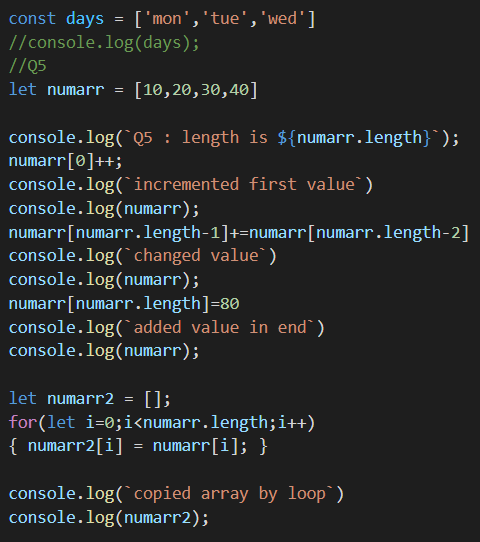 const days = ['mon','tue','wed']
//console.log(days);
//Q5
let numarr = [10,20,30,40]
console.log(`Q5 : length is ${numarr.length}`);
numarr[0]++;
console.log(`incremented first value`)
console.log(numarr);
numarr[numarr.length-1]+=numarr[numarr.length-2]
console.log(`changed value`)
console.log(numarr);
numarr[numarr.length]=80
console.log(`added value in end`)
console.log(numarr);
let numarr2 = [];
for(let i=0;i<numarr.length;i++)
{ numarr2[i] = numarr[i]; }
console.log(`copied array by loop`)
console.log(numarr2);